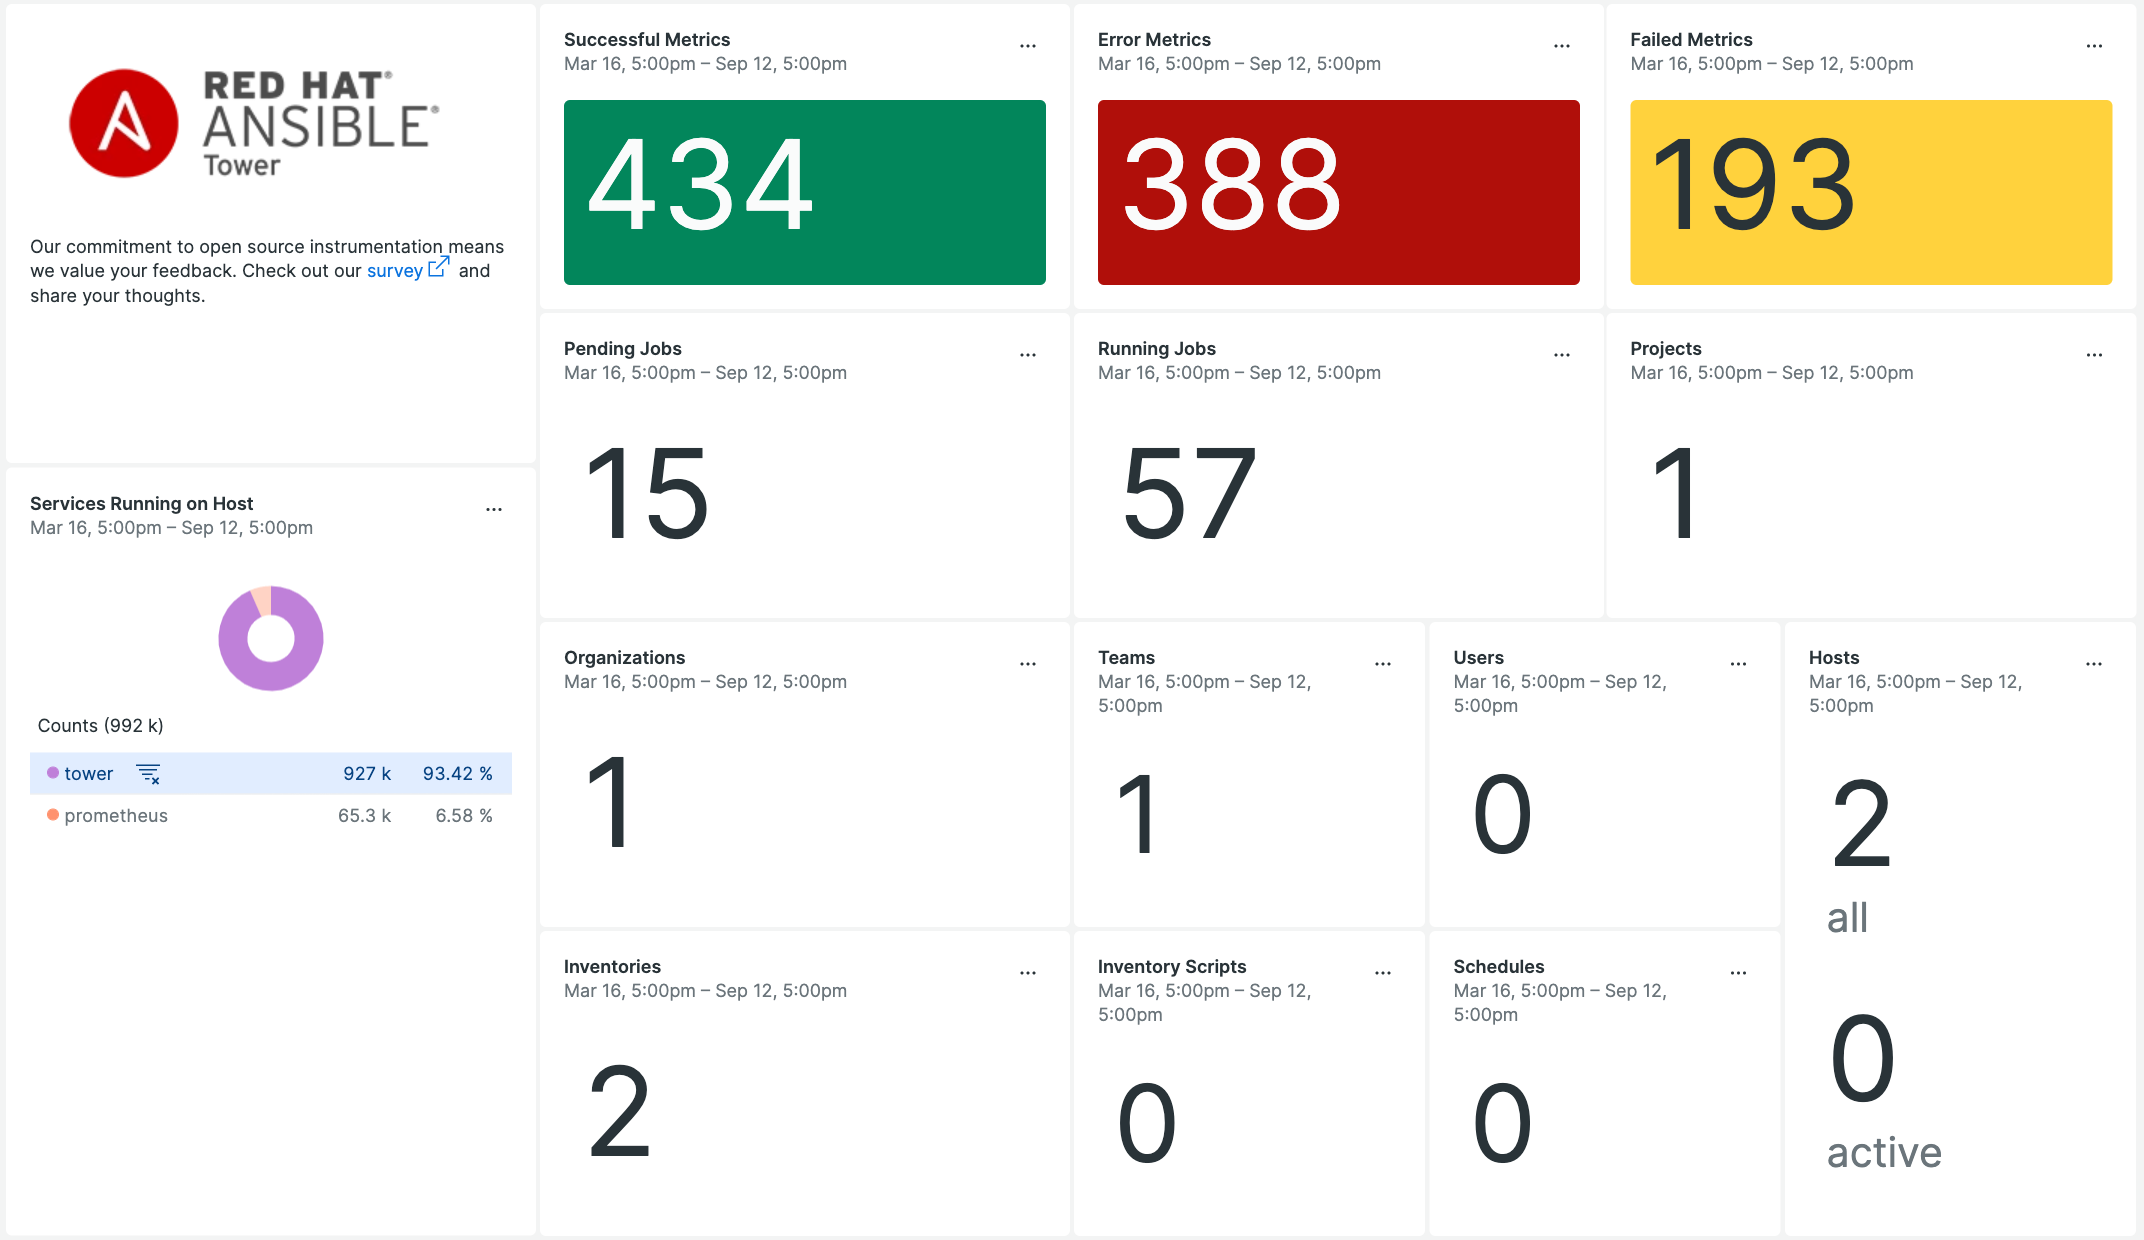 RED HAT®
ANSIBLE®
Tower
Our commitment to open source instrumentation means
we value your feedback. Check out our survey and
share your thoughts.
Services Running on Host
...
Mar 16, 5:00pm – Sep 12, 5:00pm
Counts (992 k)
tower 927 k 93.42 %
prometheus 65.3 k 6.58 %
Successful Metrics
...
Mar 16, 5:00pm – Sep 12, 5:00pm
434
Error Metrics
...
Mar 16, 5:00pm – Sep 12, 5:00pm
388
Failed Metrics
...
Mar 16, 5:00pm – Sep 12, 5:00pm
193
Pending Jobs
...
Mar 16, 5:00pm – Sep 12, 5:00pm
15
Running Jobs
...
Mar 16, 5:00pm – Sep 12, 5:00pm
57
Projects
...
Mar 16, 5:00pm – Sep 12, 5:00pm
1
Organizations
...
Mar 16, 5:00pm – Sep 12, 5:00pm
1
Teams
...
Mar 16, 5:00pm – Sep 12,
5:00pm
1
Users
...
Mar 16, 5:00pm – Sep 12,
5:00pm
0
Hosts
...
Mar 16, 5:00pm – Sep 12,
5:00pm
2
all
0
active
Inventories
...
Mar 16, 5:00pm – Sep 12, 5:00pm
2
Inventory Scripts
...
Mar 16, 5:00pm – Sep 12,
5:00pm
0
Schedules
...
Mar 16, 5:00pm – Sep 12,
5:00pm
0